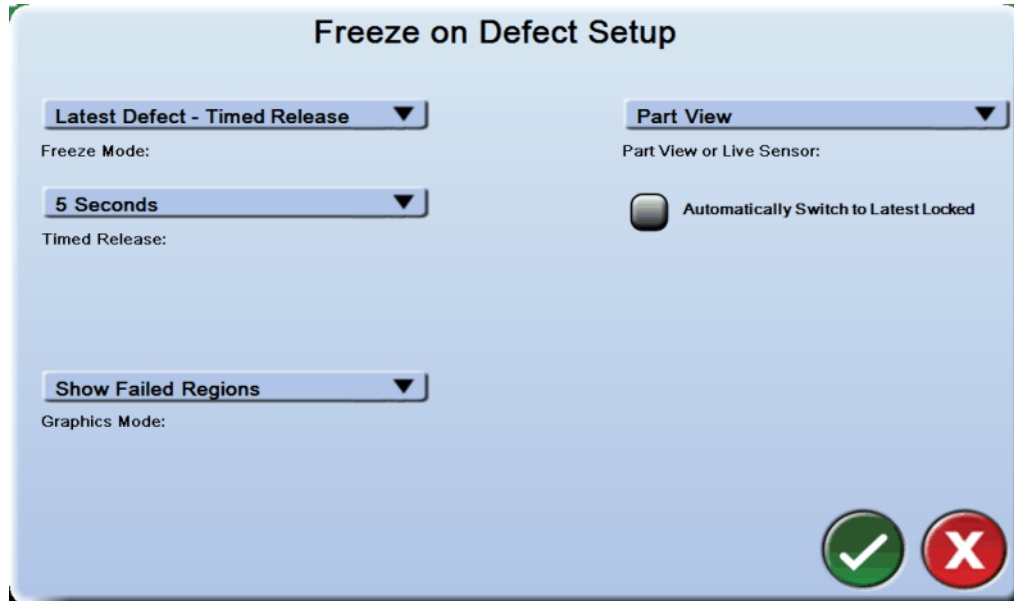 Freeze on Defect Setup
Latest Defect - Timed Release
Freeze Mode:
5 Seconds
Timed Release:
Show Failed Regions
Graphics Mode:
Part View
Part View or Live Sensor:
Automatically Switch to Latest Locked